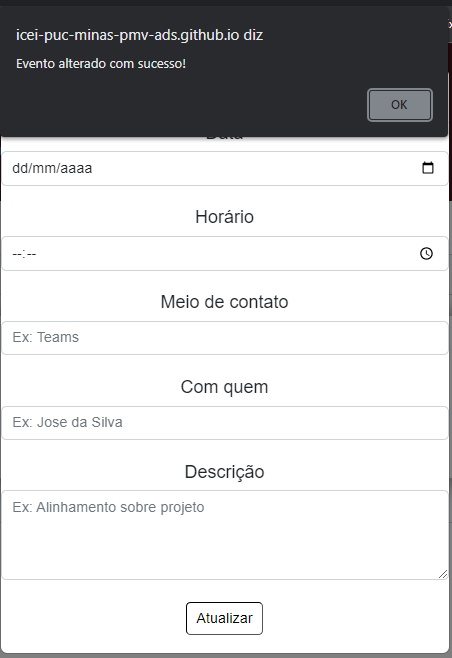 icei-puc-minas-pmv-ads.github.io diz
Evento alterado com sucesso!
OK
Data
dd/mm/aaaa
Horário
--:--
Meio de contato
Ex: Teams
Com quem
Ex: Jose da Silva
Descrição
Ex: Alinhamento sobre projeto
Atualizar